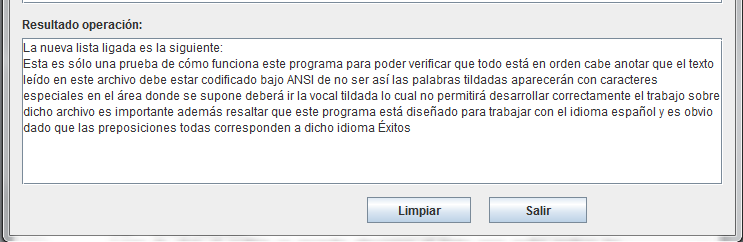 Resultado operación:
La nueva lista ligada es la siguiente:
Esta es sólo una prueba de cómo funciona este programa para poder verificar que todo está en orden cabe anotar que el texto
leído en este archivo debe estar codificado bajo ANSI de no ser así las palabras tildadas aparecerán con caracteres
especiales en el área donde se supone deberá ir la vocal tildada lo cual no permitirá desarrollar correctamente el trabajo sobre
dicho archivo es importante además resaltar que este programa está diseñado para trabajar con el idioma español y es obvio
dado que las preposiciones todas corresponden a dicho idioma Éxitos
Limpiar
Salir